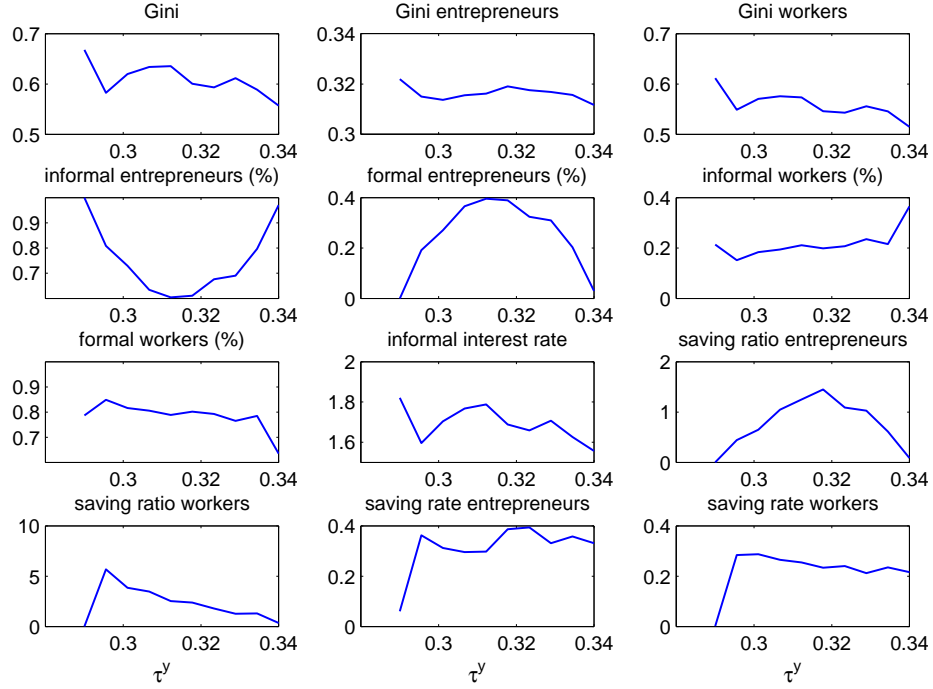 Gini Gini entrepreneurs Gini workers
0.7 0.34 0.7
0.6 0.32 0.6
0.5 0.3 0.5
0.3 0.32 0.34 0.3 0.32 0.34 0.3 0.32 0.34
informal entrepreneurs (%) formal entrepreneurs (%) informal workers (%)
0.9 0.4 0.4
0.8 0.2 0.2
0.7 0 0
0.3 0.32 0.34 0.3 0.32 0.34 0.3 0.32 0.34
formal workers (%) informal interest rate saving ratio entrepreneurs
0.9 2 2
0.8 1.8 1
0.7 1.6 0
0.3 0.32 0.34 0.3 0.32 0.34 0.3 0.32 0.34
saving ratio workers saving rate entrepreneurs saving rate workers
10 0.4 0.4
5 0.2 0.2
0 0 0
0.3 0.32 0.34 0.3 0.32 0.34 0.3 0.32 0.34
τ^y τ^y τ^y